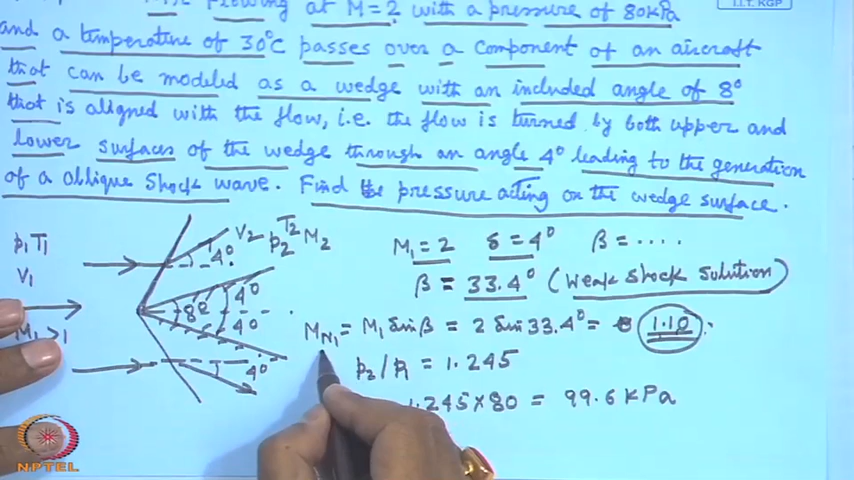 I.I.T. KGP
flowing at M=2 with a pressure of 80kPa
and a temperature of 30°C passes over a component of an aircraft
that can be modeled as a wedge with an included angle of 8°
that is aligned with the flow, i.e. the flow is turned by both upper and
lower surfaces of the wedge through an angle 4° leading to the generation
of a oblique shock wave. Find the pressure acting on the wedge surface.
p₁ T₁
V₁
M₁ >1
V₂ p₂ T₂ M₂
4°
8° 4°
4°
4°
M₁ = 2 δ = 4° β = ....
β = 33.4° (Weak shock solution)
M_N₁ = M₁ sinβ = 2 sin 33.4° = 1.10
p₂/p₁ = 1.245
1.245 × 80 = 99.6 kPa
NPTEL